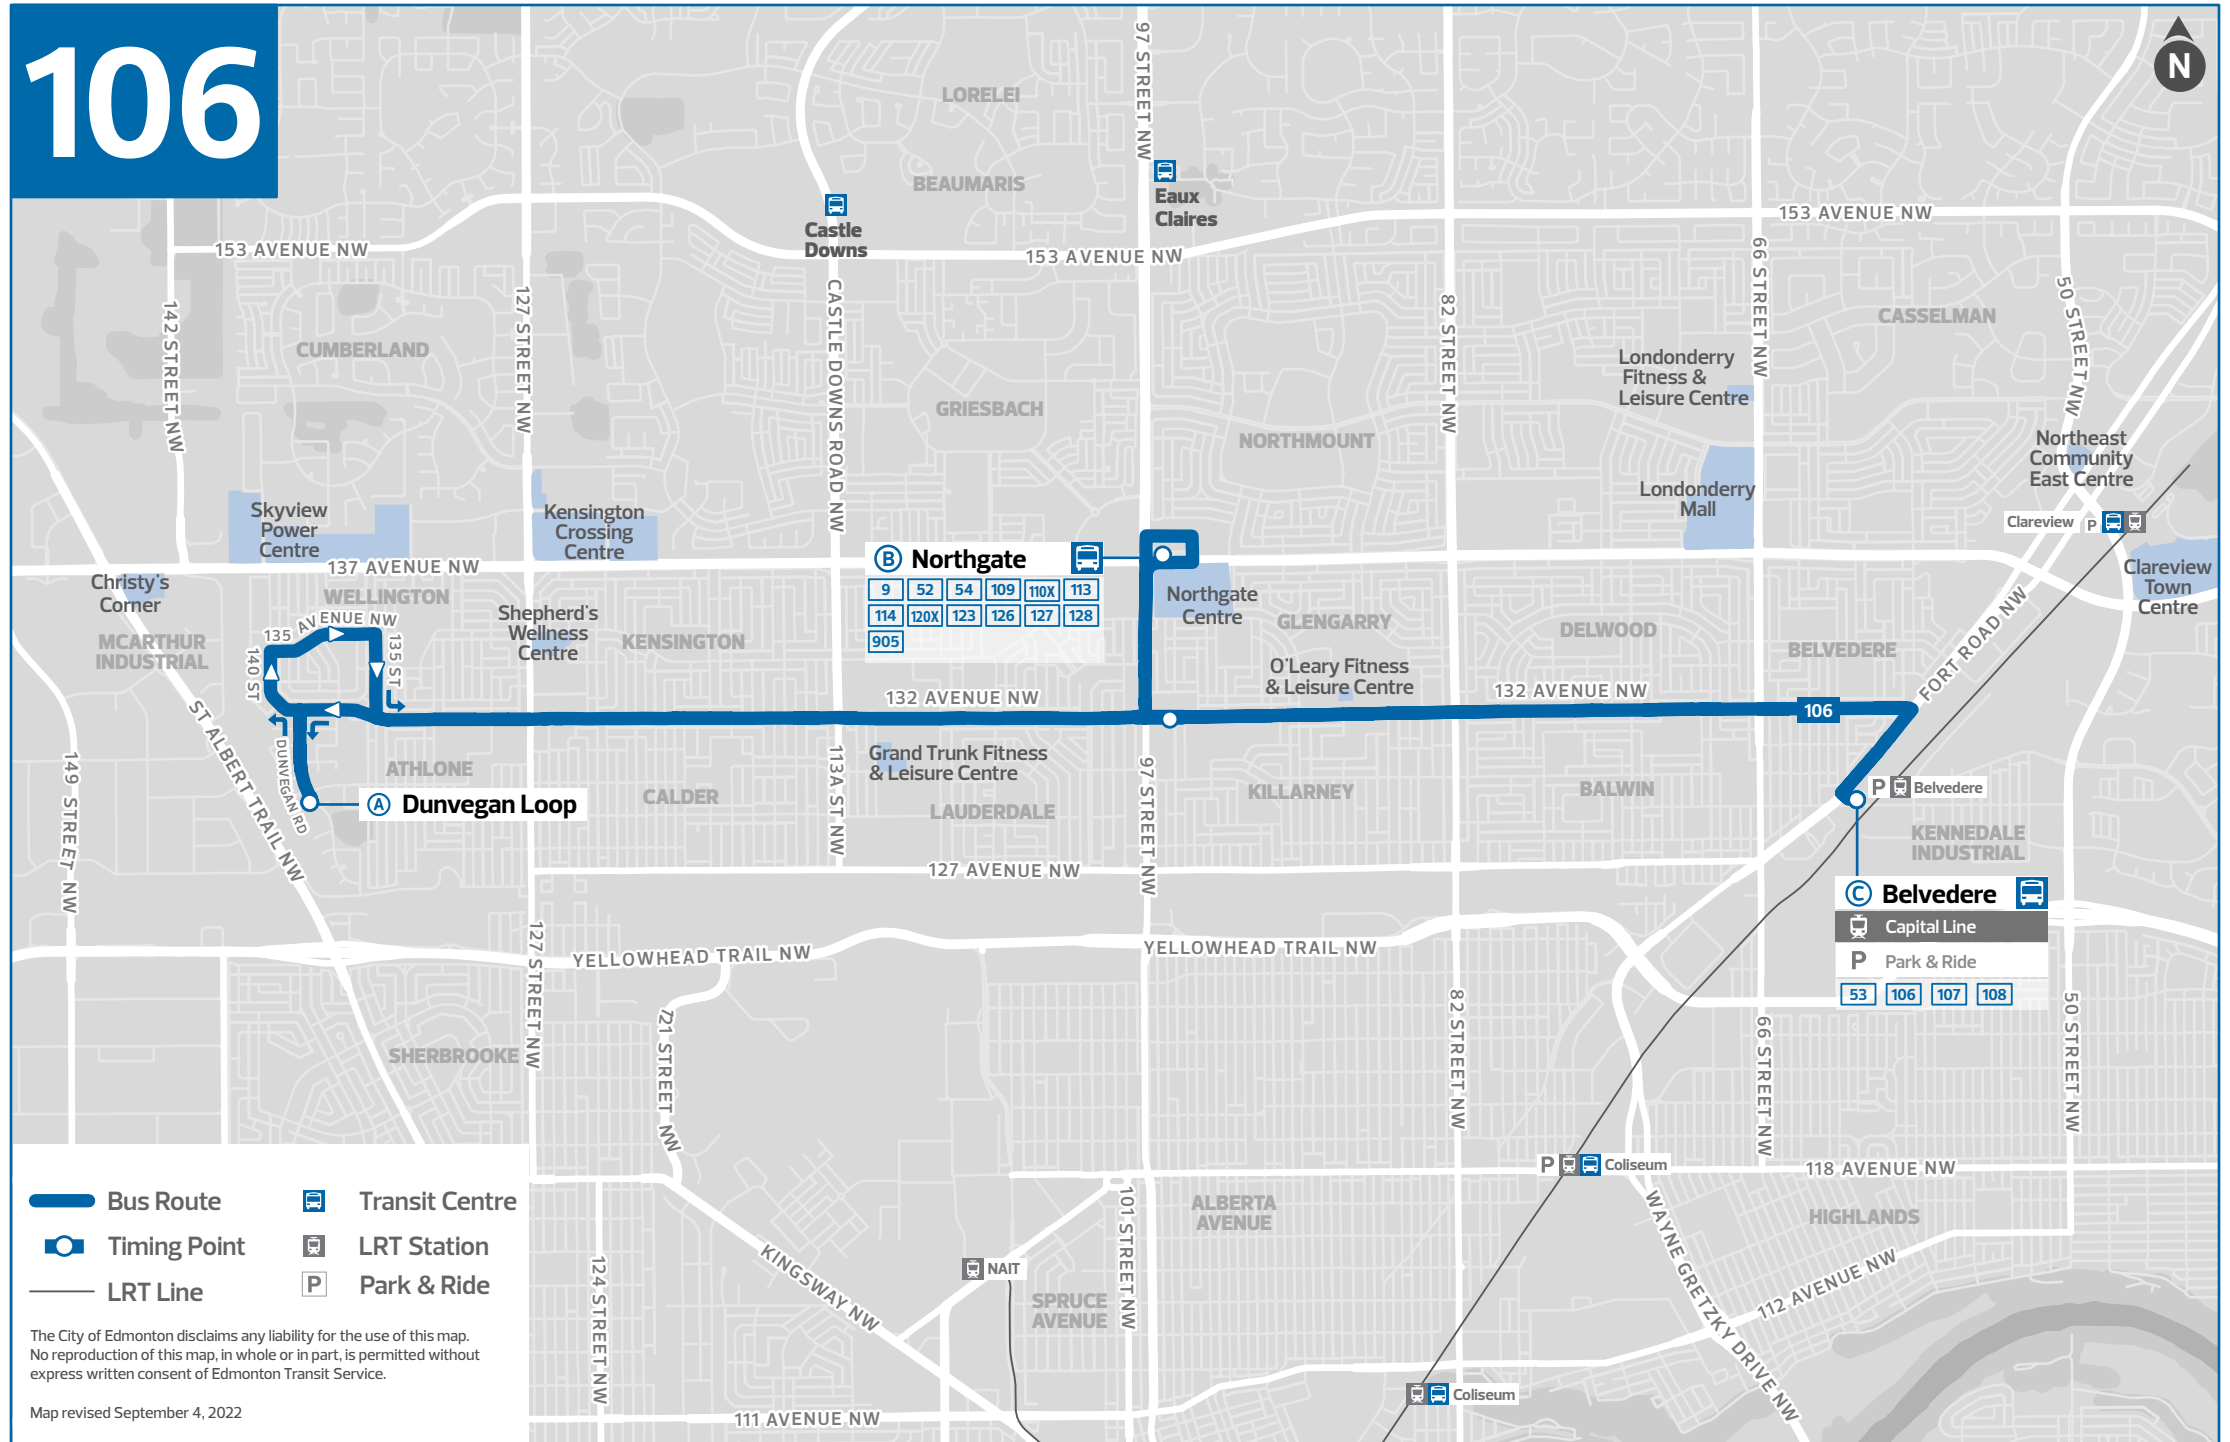 106
N
97 STREET NW
LORELEI
BEAUMARIS
Eaux
Claires
Castle
Downs
153 AVENUE NW
153 AVENUE NW
153 AVENUE NW
142 STREET NW
127 STREET NW
CASTLE DOWNS ROAD NW
82 STREET NW
66 STREET NW
50 STREET NW
CUMBERLAND
CASSELMAN
GRIESBACH
NORTHMOUNT
Londonderry
Fitness &
Leisure Centre
Northeast
Community
East Centre
Londonderry
Mall
Clareview P
Skyview
Power
Centre
Kensington
Crossing
Centre
B Northgate
9 52 54 109 110X 113
114 120X 123 126 127 128
905
137 AVENUE NW
Christy's
Corner
WELLINGTON
Northgate
Centre
Clareview
Town
Centre
Shepherd's
Wellness
Centre
KENSINGTON
GLENGARRY
DELWOOD
BELVEDERE
FORT ROAD NW
MCARTHUR
INDUSTRIAL
135 AVENUE NW
135 ST
140 ST
O'Leary Fitness
& Leisure Centre
132 AVENUE NW
132 AVENUE NW
106
ST ALBERT TRAIL NW
DUNVEGAN RD
149 STREET NW
ATHLONE
113A ST NW
Grand Trunk Fitness
& Leisure Centre
97 STREET NW
P Belvedere
A Dunvegan Loop
CALDER
LAUDERDALE
KILLARNEY
BALWIN
KENNEDALE
INDUSTRIAL
127 AVENUE NW
C Belvedere
Capital Line
P Park & Ride
53 106 107 108
127 STREET NW
YELLOWHEAD TRAIL NW
YELLOWHEAD TRAIL NW
121 STREET NW
82 STREET NW
66 STREET NW
50 STREET NW
SHERBROOKE
P Coliseum
118 AVENUE NW
101 STREET NW
ALBERTA
AVENUE
HIGHLANDS
WAYNE GRETZKY DRIVE NW
112 AVENUE NW
124 STREET NW
KINGSWAY NW
NAIT
SPRUCE
AVENUE
Coliseum
111 AVENUE NW
Bus Route
Transit Centre
Timing Point
LRT Station
LRT Line
P Park & Ride
The City of Edmonton disclaims any liability for the use of this map.
No reproduction of this map, in whole or in part, is permitted without
express written consent of Edmonton Transit Service.
Map revised September 4, 2022